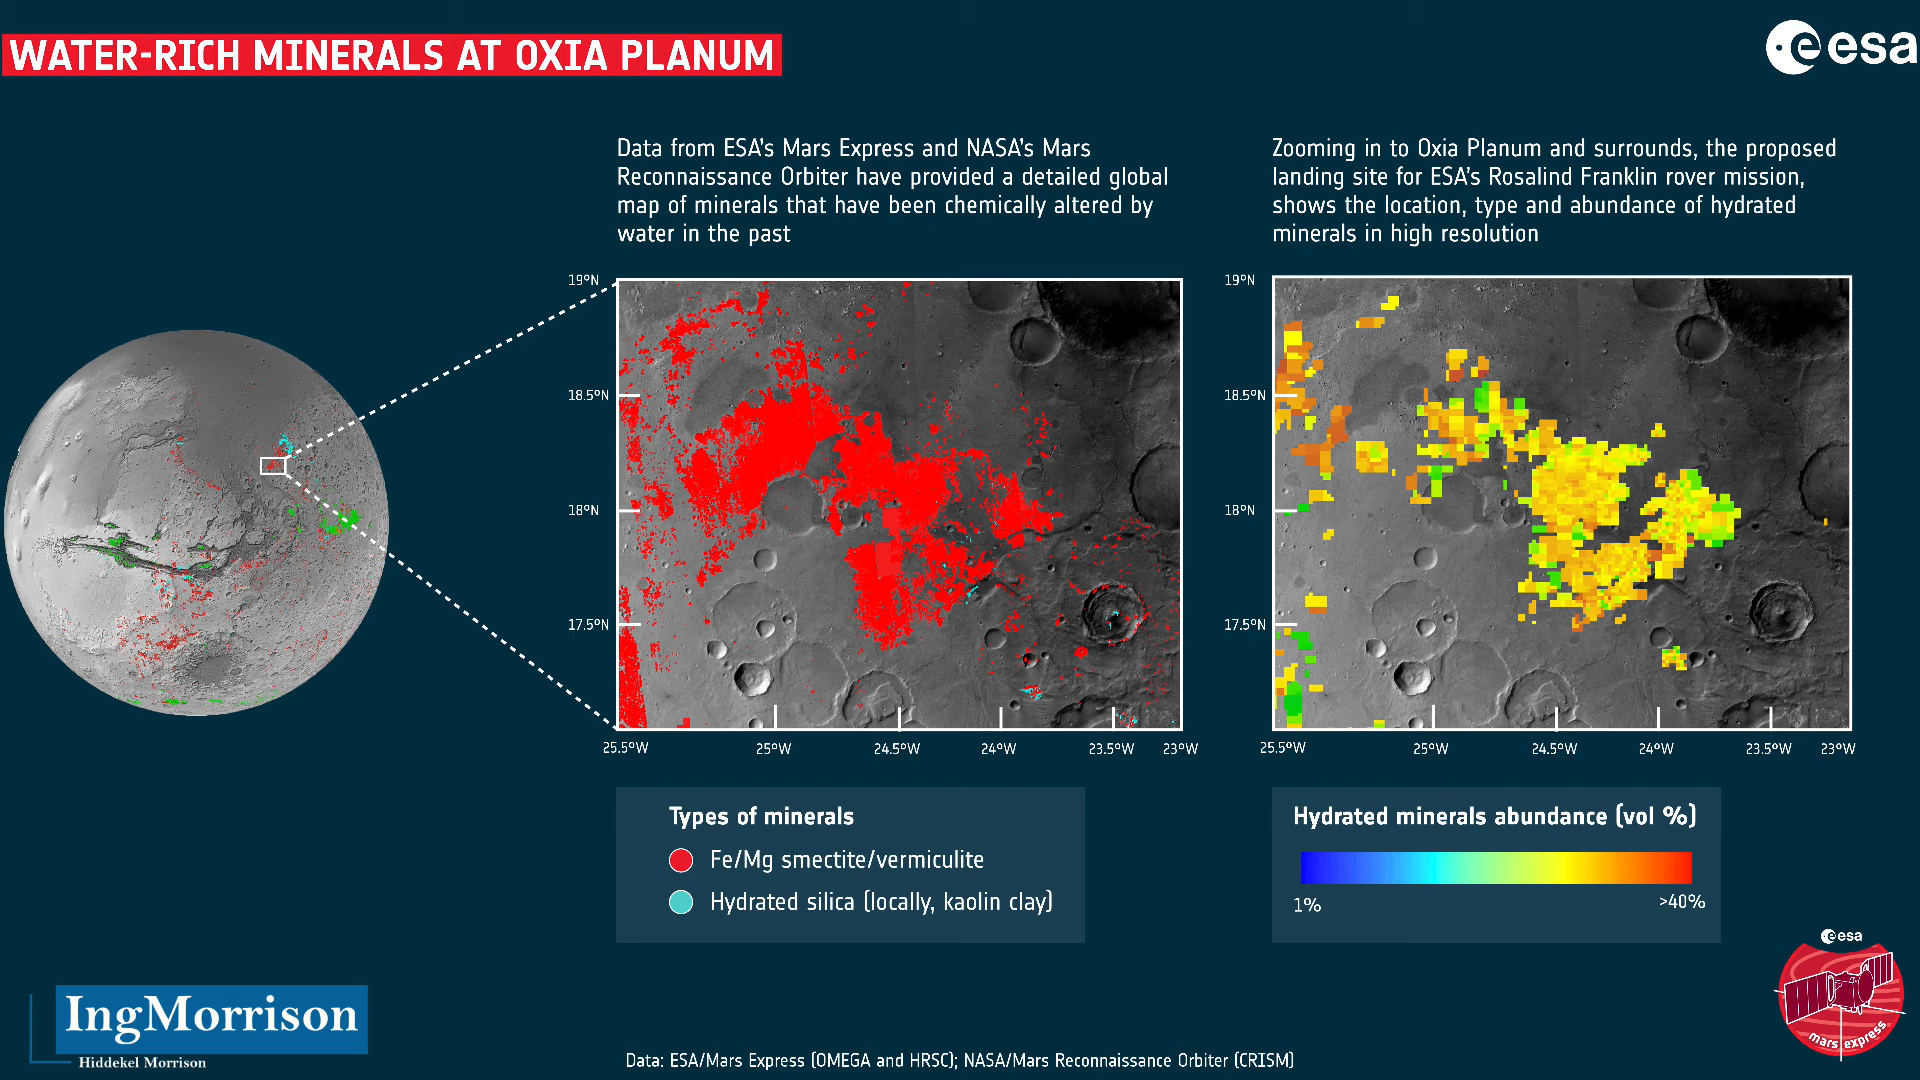 WATER-RICH MINERALS AT OXIA PLANUM
esa
Data from ESA's Mars Express and NASA's Mars
Reconnaissance Orbiter have provided a detailed global
map of minerals that have been chemically altered by
water in the past
Zooming in to Oxia Planum and surrounds, the proposed
landing site for ESA's Rosalind Franklin rover mission,
shows the location, type and abundance of hydrated
minerals in high resolution
19°N
18.5°N
18°N
17.5°N
25.5°W 25°W 24.5°W 24°W 23.5°W 23°W
19°N
18.5°N
18°N
17.5°N
25.5°W 25°W 24.5°W 24°W 23.5°W 23°W
Types of minerals
Fe/Mg smectite/vermiculite
Hydrated silica (locally, kaolin clay)
Hydrated minerals abundance (vol %)
1% >40%
esa
mars express
IngMorrison
Hiddekel Morrison
Data: ESA/Mars Express (OMEGA and HRSC); NASA/Mars Reconnaissance Orbiter (CRISM)